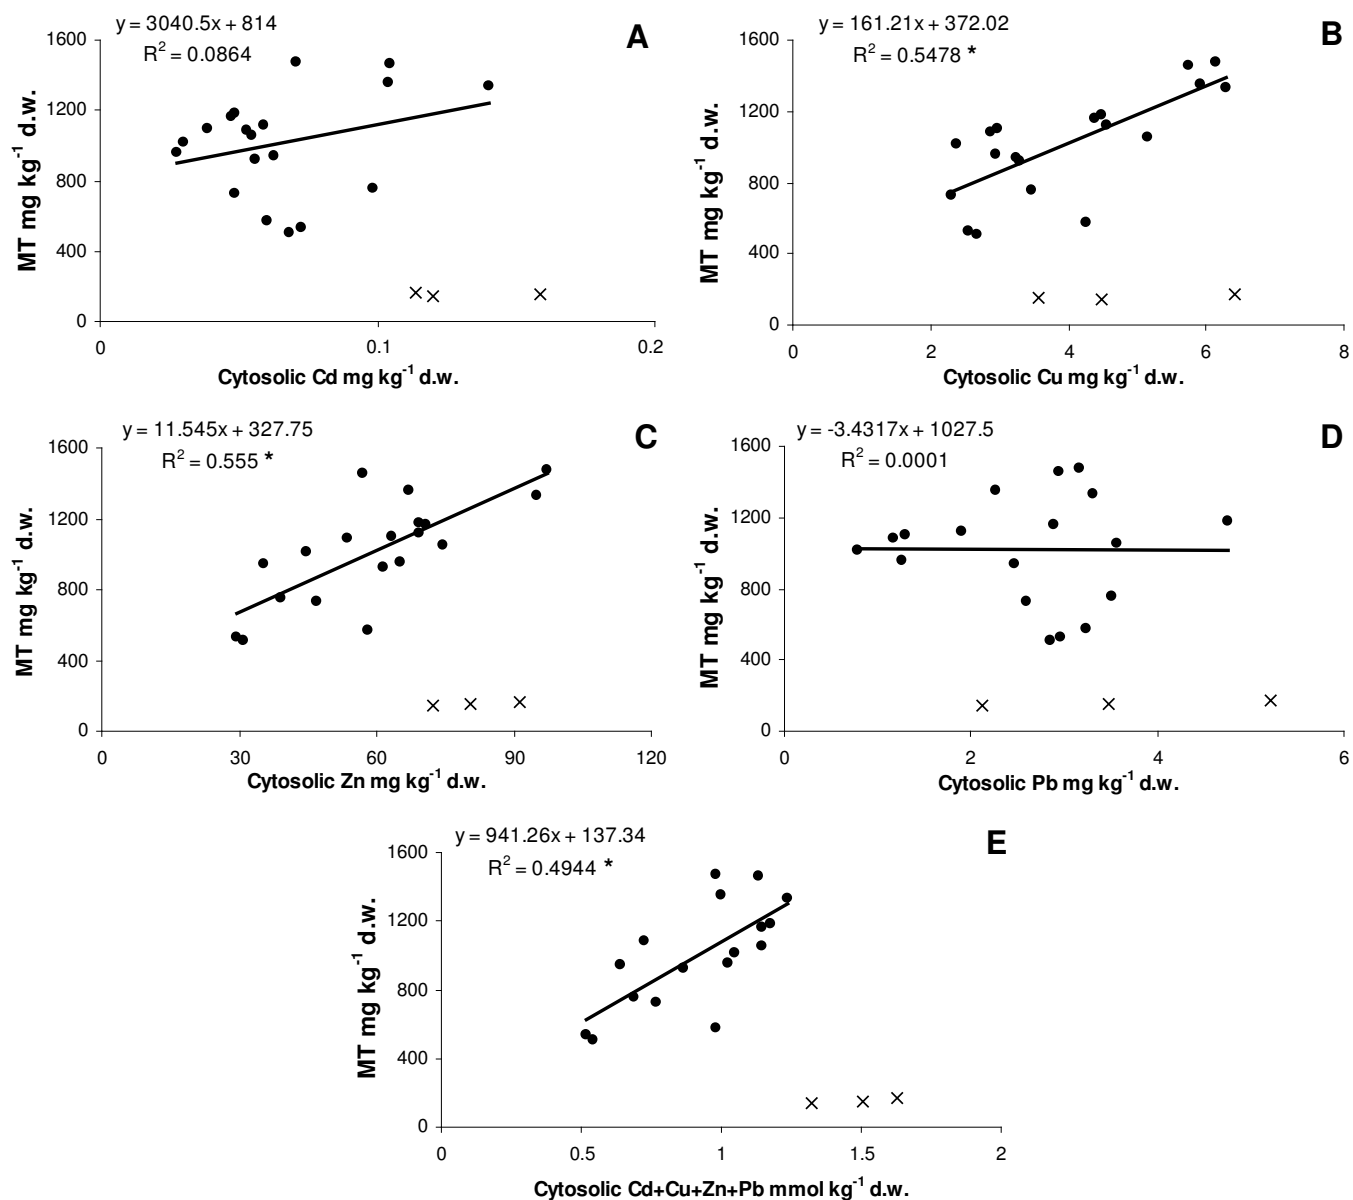 y = 3040.5x + 814
R² = 0.0864
A
1600
1200
800
400
0
MT mg kg⁻¹ d.w.
0 0.1 0.2
Cytosolic Cd mg kg⁻¹ d.w.
y = 161.21x + 372.02
R² = 0.5478 *
B
1600
1200
800
400
0
MT mg kg⁻¹ d.w.
0 2 4 6 8
Cytosolic Cu mg kg⁻¹ d.w.
y = 11.545x + 327.75
R² = 0.555 *
C
1600
1200
800
400
0
MT mg kg⁻¹ d.w.
0 30 60 90 120
Cytosolic Zn mg kg⁻¹ d.w.
y = -3.4317x + 1027.5
R² = 0.0001
D
1600
1200
800
400
0
MT mg kg⁻¹ d.w.
0 2 4 6
Cytosolic Pb mg kg⁻¹ d.w.
y = 941.26x + 137.34
R² = 0.4944 *
E
1600
1200
800
400
0
MT mg kg⁻¹ d.w.
0 0.5 1 1.5 2
Cytosolic Cd+Cu+Zn+Pb mmol kg⁻¹ d.w.